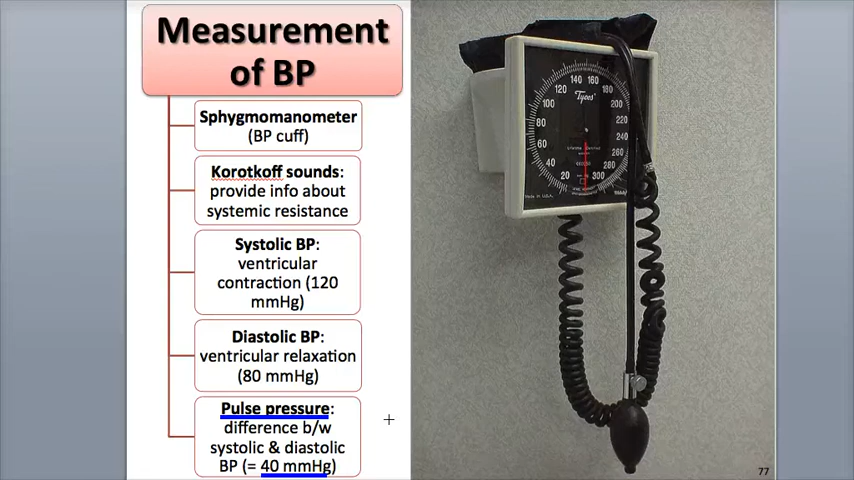 Measurement
of BP
Sphygmomanometer
(BP cuff)
Korotkoff sounds:
provide info about
systemic resistance
Systolic BP:
ventricular
contraction (120
mmHg)
Diastolic BP:
ventricular relaxation
(80 mmHg)
Pulse pressure:
difference b/w
systolic & diastolic
BP (= 40 mmHg)
140 160
120 180
100 200
80 220
60 240
40 260
280
20 300
Tycos
Made in U.S.A.
77